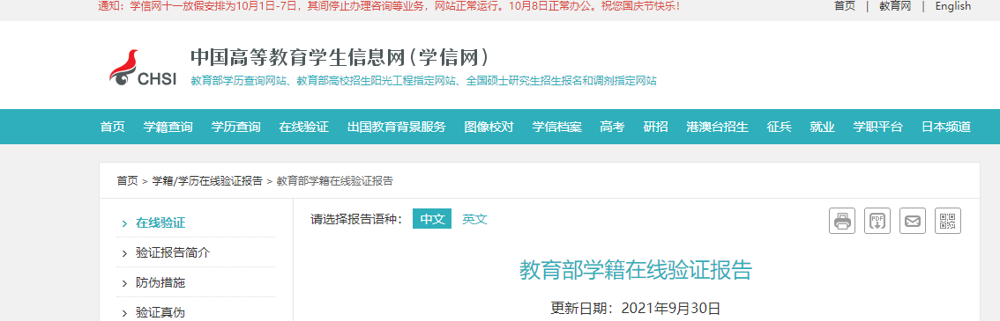 通知：学信网十一放假安排为10月1日-7日，其间停止办理咨询等业务，网站正常运行。10月8日正常办公。祝您国庆节快乐！
首页 | 教育网 | English
中国高等教育学生信息网（学信网）
CHSI
教育部学历查询网站、教育部高校招生阳光工程指定网站、全国硕士研究生招生报名和调剂指定网站
首页 学籍查询 学历查询 在线验证 出国教育背景服务 图像校对 学信档案 高考 研招 港澳台招生 征兵 就业 学职平台 日本频道
首页 > 学籍/学历在线验证报告 > 教育部学籍在线验证报告
> 在线验证
> 验证报告简介
> 防伪措施
> 验证真伪
请选择报告语种： 中文 英文
PDF
教育部学籍在线验证报告
更新日期：2021年9月30日